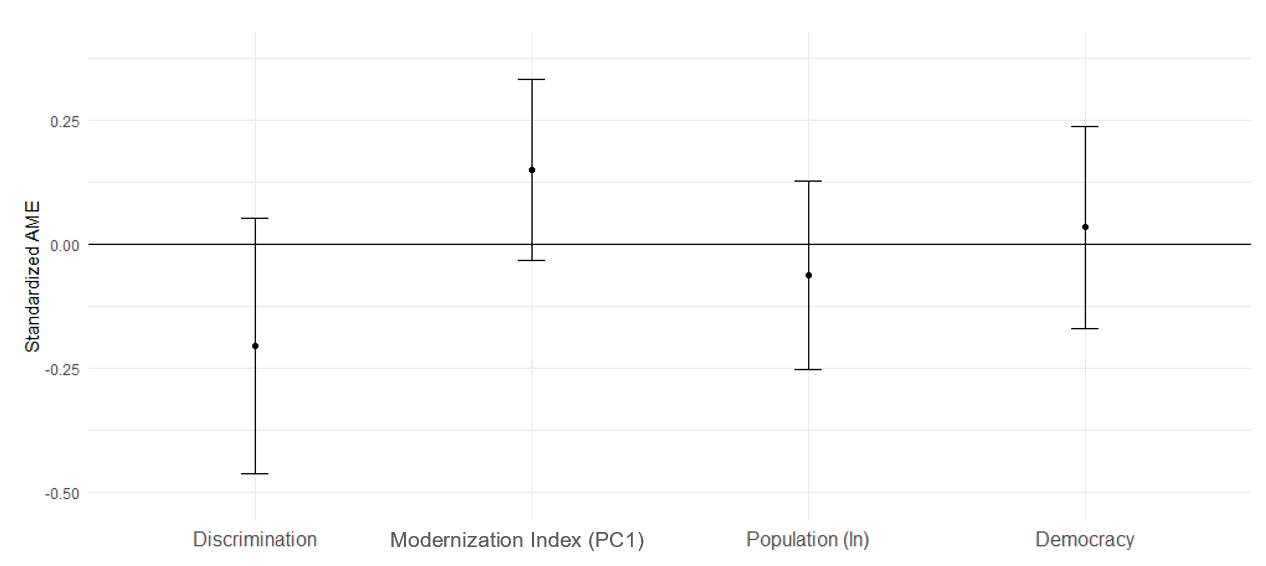 Standardized AME
0.25
0.00
-0.25
-0.50
Discrimination
Modernization Index (PC1)
Population (ln)
Democracy